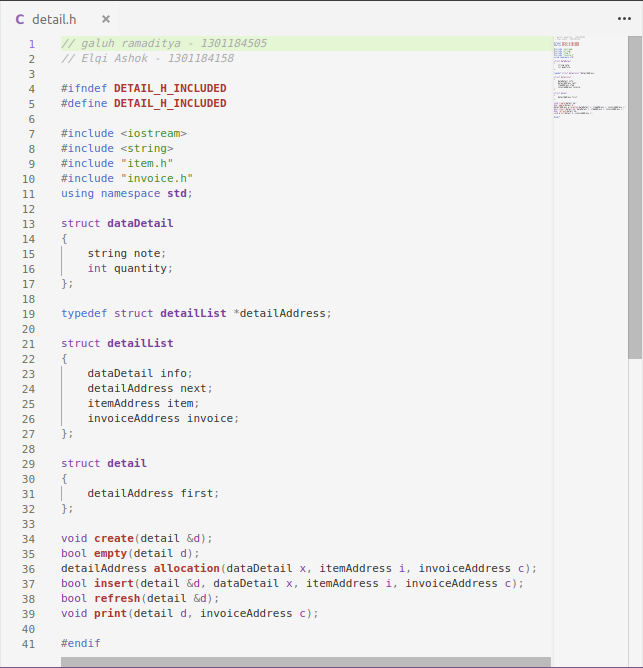 detail.h
1 // galuh ramaditya - 1301184505
2 // Elqi Ashok - 1301184158
3
4 #ifndef DETAIL_H_INCLUDED
5 #define DETAIL_H_INCLUDED
6
7 #include <iostream>
8 #include <string>
9 #include "item.h"
10 #include "invoice.h"
11 using namespace std;
12
13 struct dataDetail
14 {
15     string note;
16     int quantity;
17 };
18
19 typedef struct detailList *detailAddress;
20
21 struct detailList
22 {
23     dataDetail info;
24     detailAddress next;
25     itemAddress item;
26     invoiceAddress invoice;
27 };
28
29 struct detail
30 {
31     detailAddress first;
32 };
33
34 void create(detail &d);
35 bool empty(detail d);
36 detailAddress allocation(dataDetail x, itemAddress i, invoiceAddress c);
37 bool insert(detail &d, dataDetail x, itemAddress i, invoiceAddress c);
38 bool refresh(detail &d);
39 void print(detail d, invoiceAddress c);
40
41 #endif